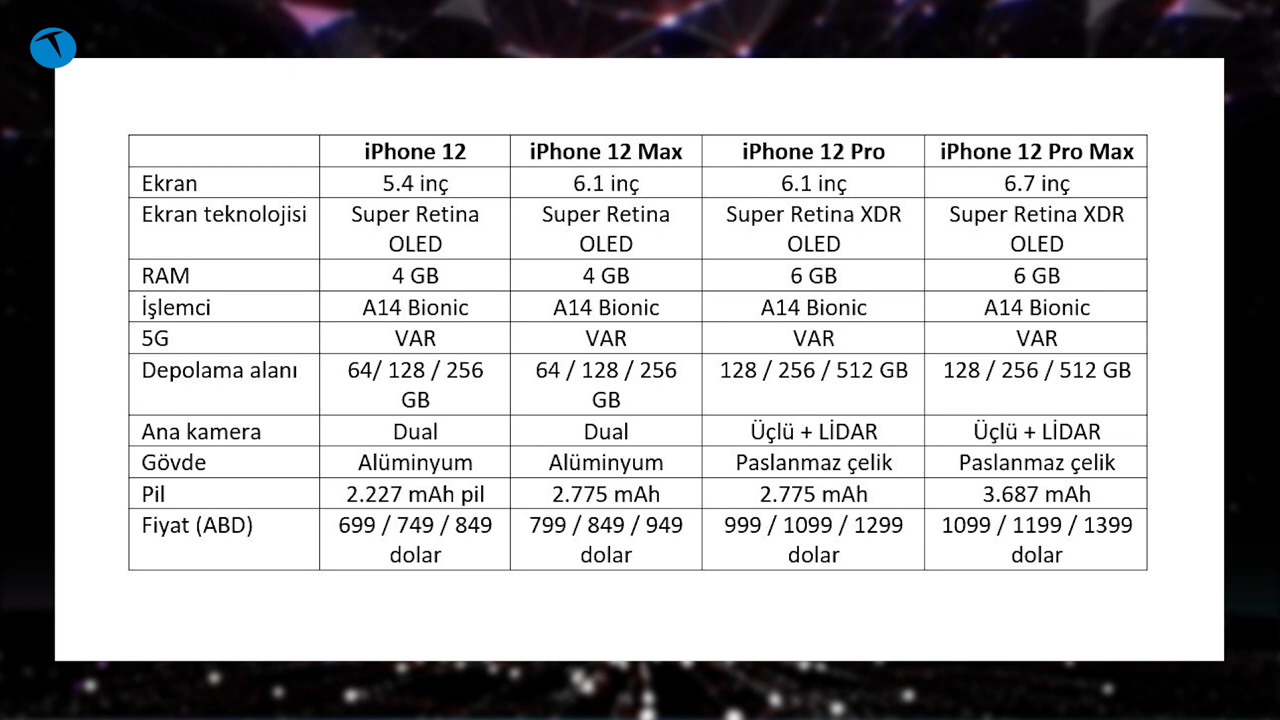 iPhone 12 iPhone 12 Max iPhone 12 Pro iPhone 12 Pro Max
Ekran 5.4 inç 6.1 inç 6.1 inç 6.7 inç
Ekran teknolojisi Super Retina Super Retina Super Retina XDR Super Retina XDR
OLED OLED OLED OLED
RAM 4 GB 4 GB 6 GB 6 GB
İşlemci A14 Bionic A14 Bionic A14 Bionic A14 Bionic
5G VAR VAR VAR VAR
Depolama alanı 64/ 128 / 256 64 / 128 / 256 128 / 256 / 512 GB 128 / 256 / 512 GB
GB GB
Ana kamera Dual Dual Üçlü + LİDAR Üçlü + LİDAR
Gövde Alüminyum Alüminyum Paslanmaz çelik Paslanmaz çelik
Pil 2.227 mAh pil 2.775 mAh 2.775 mAh 3.687 mAh
Fiyat (ABD) 699 / 749 / 849 799 / 849 / 949 999 / 1099 / 1299 1099 / 1199 / 1399
dolar dolar dolar dolar